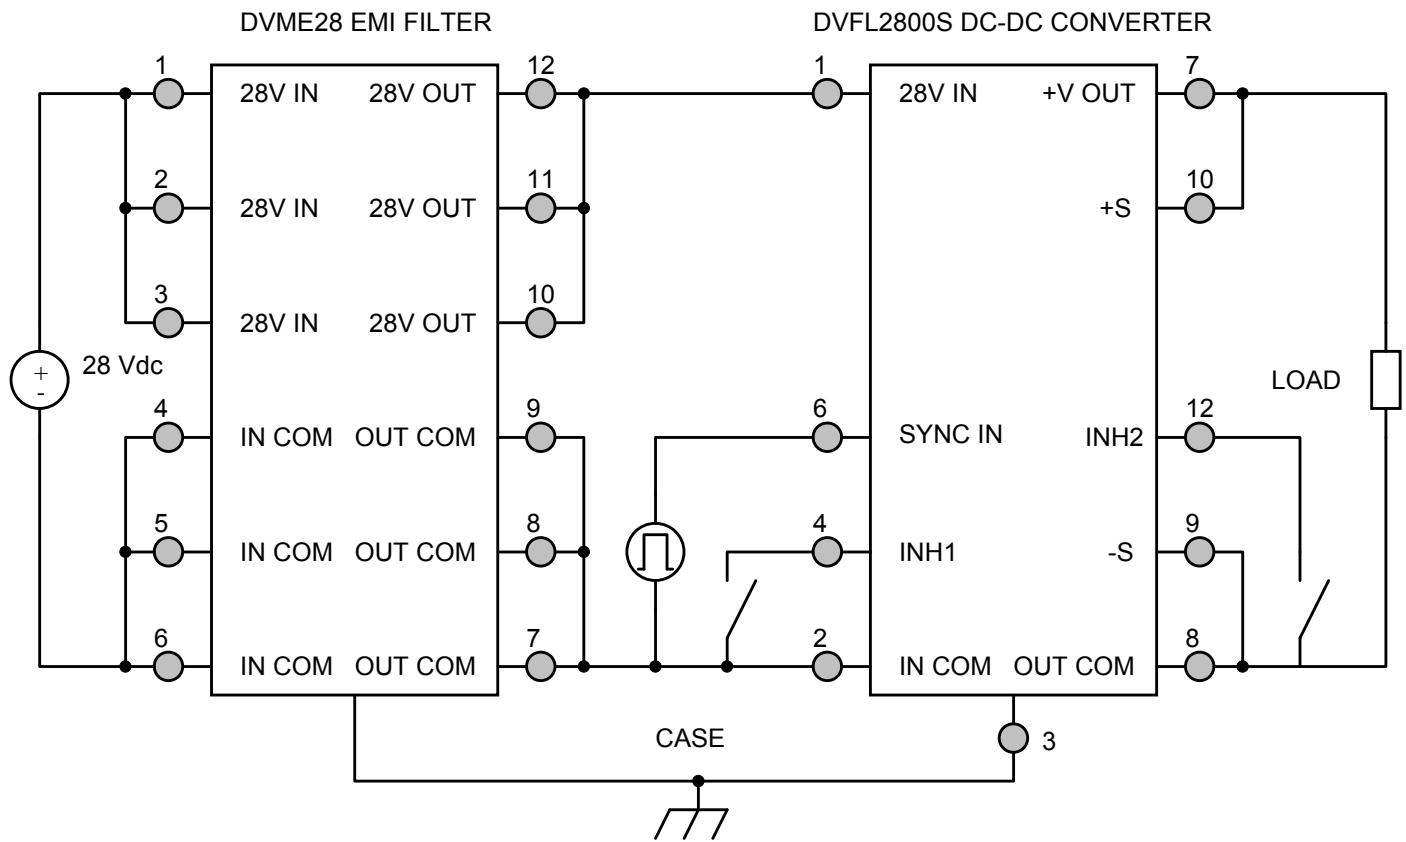 DVME28 EMI FILTER
DVFL2800S DC-DC CONVERTER
1 12 1 7
28V IN 28V OUT 28V IN +V OUT
2 11 10
28V IN 28V OUT +S
3 10
28V IN 28V OUT
28 Vdc
+
-
LOAD
4 9 6 12
IN COM OUT COM SYNC IN INH2
5 8 4 9
IN COM OUT COM INH1 -S
6 7 2 8
IN COM OUT COM IN COM OUT COM
CASE
3